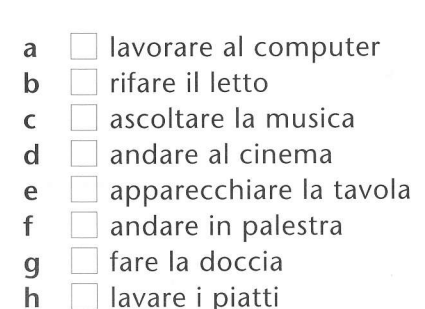 a lavorare al computer
b rifare il letto
c ascoltare la musica
d andare al cinema
e apparecchiare la tavola
f andare in palestra
g fare la doccia
h lavare i piatti